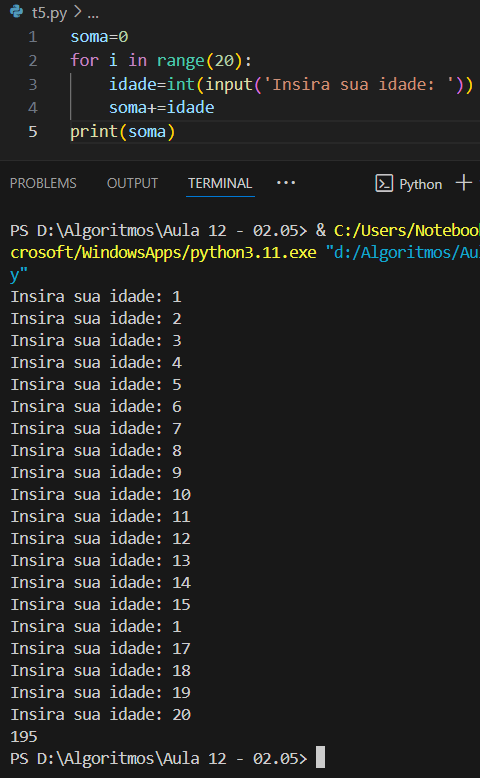 t5.py > ...
1 soma=0
2 for i in range(20):
3     idade=int(input('Insira sua idade: '))
4     soma+=idade
5 print(soma)
PROBLEMS OUTPUT TERMINAL ... Python +
PS D:\Algoritmos\Aula 12 - 02.05> & C:/Users/Notebook
crosoft/WindowsApps/python3.11.exe "d:/Algoritmos/Au
y"
Insira sua idade: 1
Insira sua idade: 2
Insira sua idade: 3
Insira sua idade: 4
Insira sua idade: 5
Insira sua idade: 6
Insira sua idade: 7
Insira sua idade: 8
Insira sua idade: 9
Insira sua idade: 10
Insira sua idade: 11
Insira sua idade: 12
Insira sua idade: 13
Insira sua idade: 14
Insira sua idade: 15
Insira sua idade: 1
Insira sua idade: 17
Insira sua idade: 18
Insira sua idade: 19
Insira sua idade: 20
195
PS D:\Algoritmos\Aula 12 - 02.05>